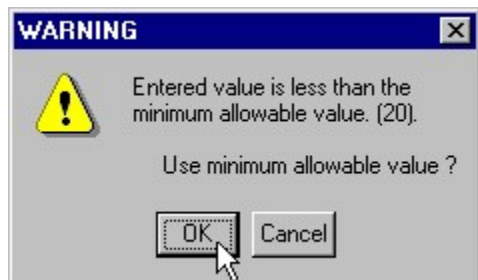 WARNING
Entered value is less than the
minimum allowable value. (20).
Use minimum allowable value ?
OK Cancel